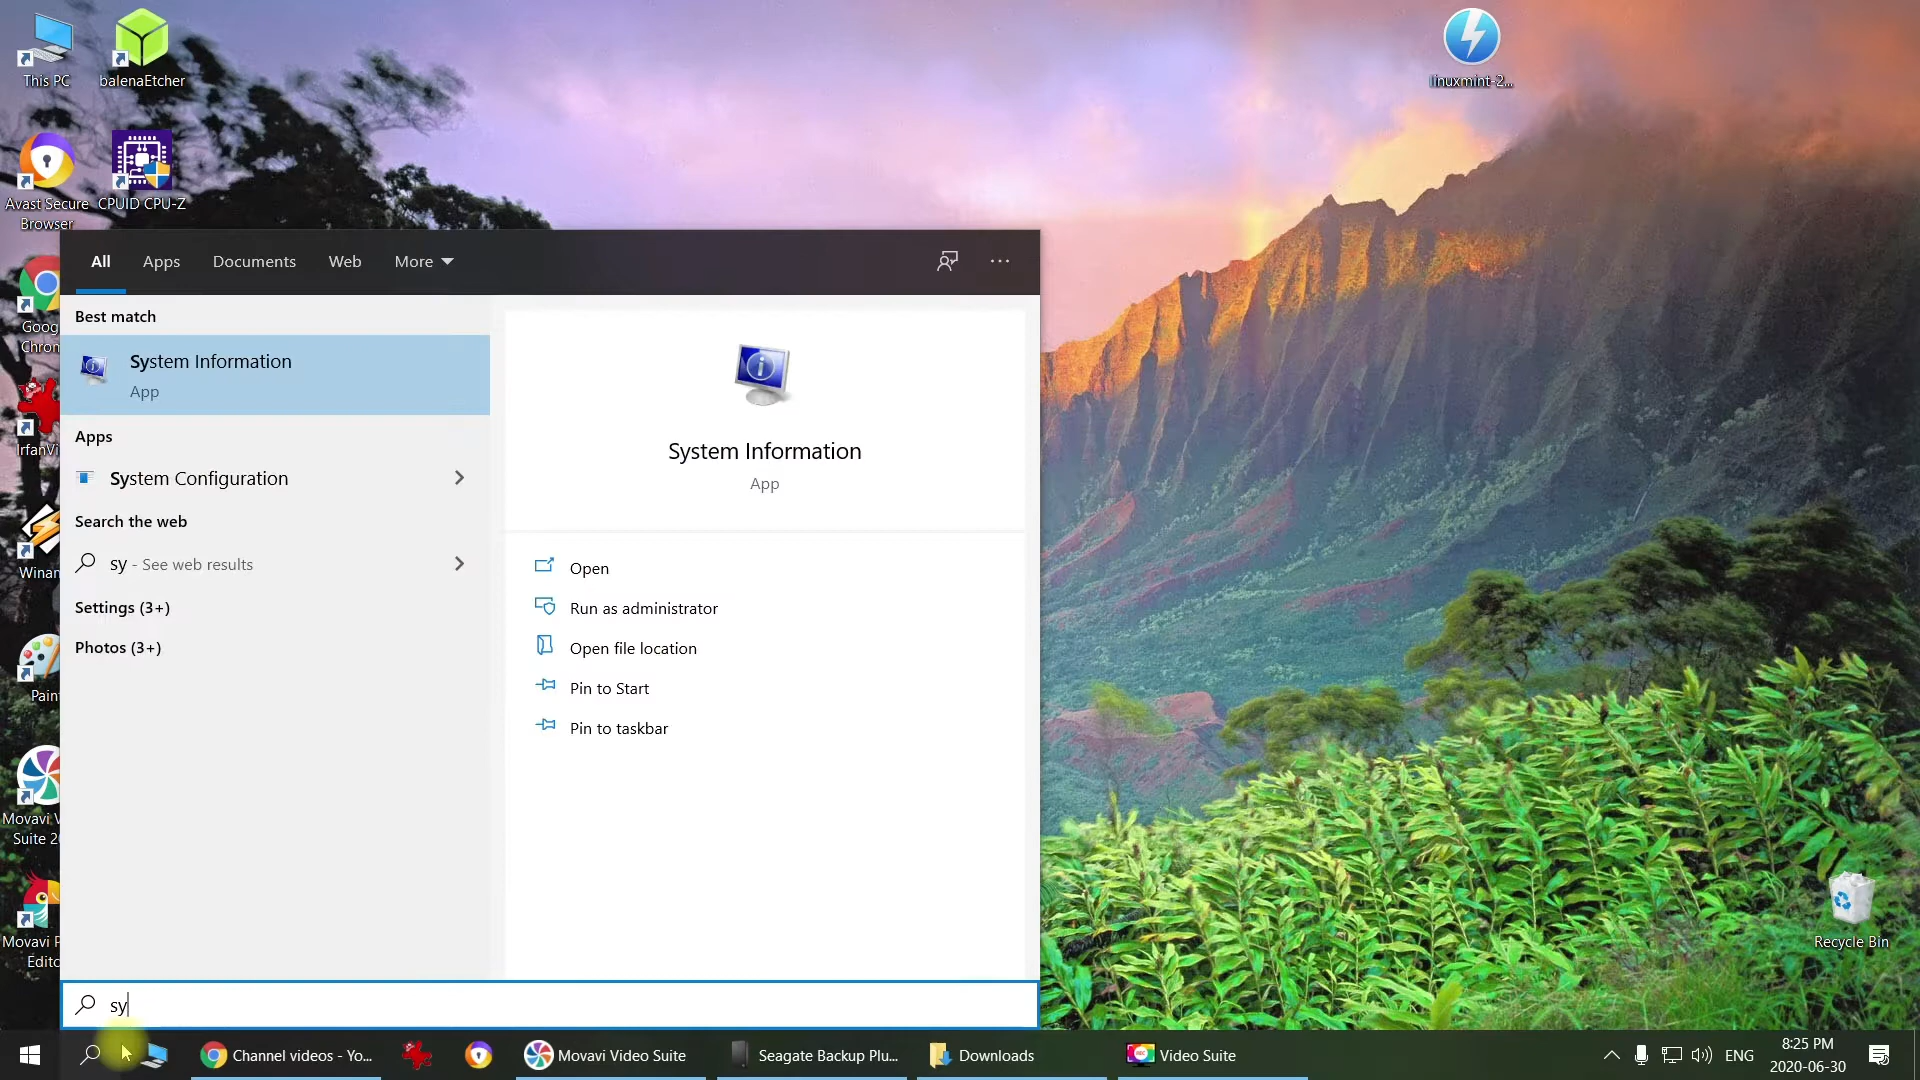 This PC
balenaEtcher
linuxmint-2...
Avast Secure
Browser
CPUID CPU-Z
Goog
Chron
IrfanVi
Winan
Pain
Movavi V
Suite 20
Movavi P
Edito
All
Apps
Documents
Web
More
Best match
System Information
App
Apps
System Configuration
Search the web
sy - See web results
Settings (3+)
Photos (3+)
System Information
App
Open
Run as administrator
Open file location
Pin to Start
Pin to taskbar
sy
Recycle Bin
Channel videos - Yo...
Movavi Video Suite
Seagate Backup Plu...
Downloads
Video Suite
ENG
8:25 PM
2020-06-30